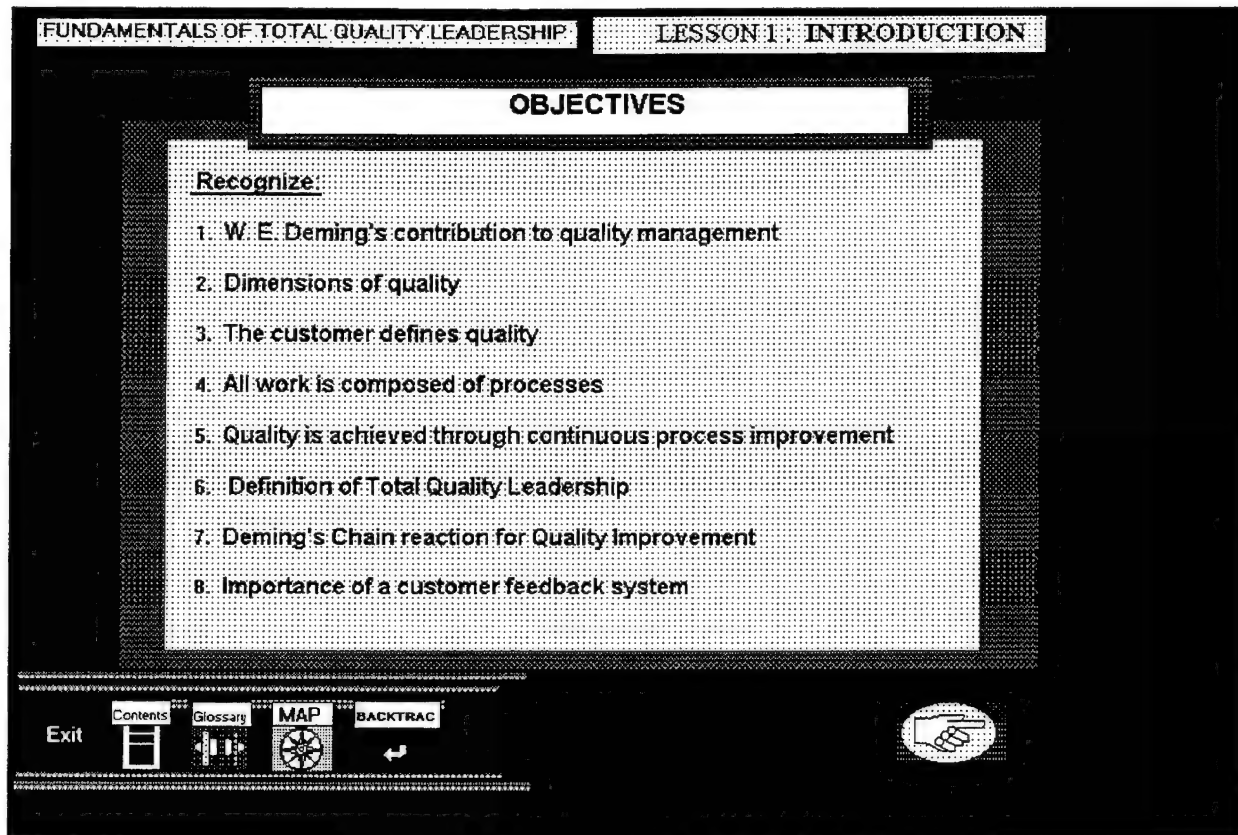 FUNDAMENTALS OF TOTAL QUALITY LEADERSHIP
LESSON 1 : INTRODUCTION
OBJECTIVES
Recognize:
1. W. E. Deming's contribution to quality management
2. Dimensions of quality
3. The customer defines quality
4. All work is composed of processes
5. Quality is achieved through continuous process improvement
6. Definition of Total Quality Leadership
7. Deming's Chain reaction for Quality Improvement
8. Importance of a customer feedback system
Exit
Contents
Glossary
MAP
BACKTRAC